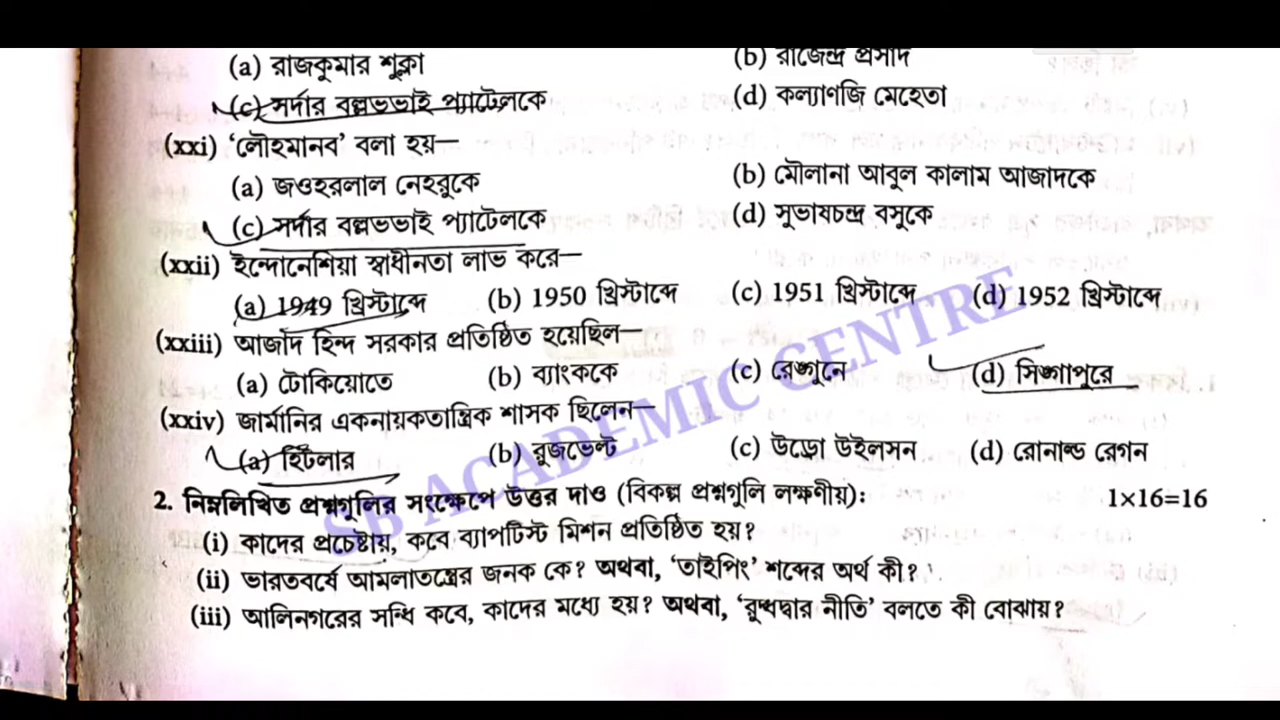 (a) রাজকুমার শুক্লা (b) রাজেন্দ্র প্রসাদ
(c) সর্দার বল্লভভাই প্যাটেলকে (d) কল্যাণজি মেহেতা
(xxi) ‘লৌহমানব’ বলা হয়—
(a) জওহরলাল নেহরুকে (b) মৌলানা আবুল কালাম আজাদকে
(c) সর্দার বল্লভভাই প্যাটেলকে (d) সুভাষচন্দ্র বসুকে
(xxii) ইন্দোনেশিয়া স্বাধীনতা লাভ করে—
(a) 1949 খ্রিস্টাব্দে (b) 1950 খ্রিস্টাব্দে (c) 1951 খ্রিস্টাব্দে (d) 1952 খ্রিস্টাব্দে
(xxiii) আজাদ হিন্দ সরকার প্রতিষ্ঠিত হয়েছিল—
(a) টোকিয়োতে (b) ব্যাংককে (c) রেঙ্গুনে (d) সিঙ্গাপুরে
(xxiv) জার্মানির একনায়কতান্ত্রিক শাসক ছিলেন—
(a) হিটলার (b) রুজভেল্ট (c) উড্রো উইলসন (d) রোনাল্ড রেগন
2. নিম্নলিখিত প্রশ্নগুলির সংক্ষেপে উত্তর দাও (বিকল্প প্রশ্নগুলি লক্ষণীয়): 1×16=16
(i) কাদের প্রচেষ্টায়, কবে ব্যাপটিস্ট মিশন প্রতিষ্ঠিত হয়?
(ii) ভারতবর্ষে আমলাতন্ত্রের জনক কে? অথবা, ‘তাইপিং’ শব্দের অর্থ কী?
(iii) আলিনগরের সন্ধি কবে, কাদের মধ্যে হয়? অথবা, ‘রুদ্ধদ্বার নীতি’ বলতে কী বোঝায়?
SB ACADEMIC CENTRE